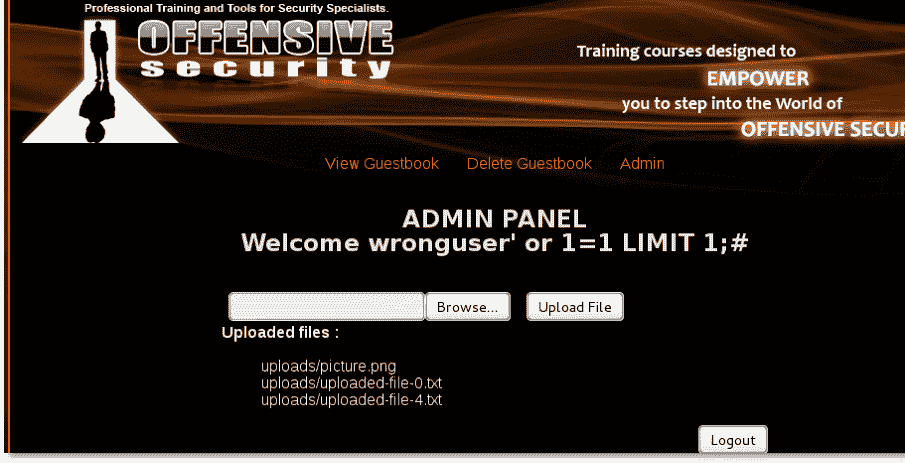 Professional Training and Tools for Security Specialists.
OFFENSIVE
security
Training courses designed to
EMPOWER
you to step into the World of
OFFENSIVE SECUR
View Guestbook Delete Guestbook Admin
ADMIN PANEL
Welcome wronguser' or 1=1 LIMIT 1;#
Browse... Upload File
Uploaded files :
uploads/picture.png
uploads/uploaded-file-0.txt
uploads/uploaded-file-4.txt
Logout